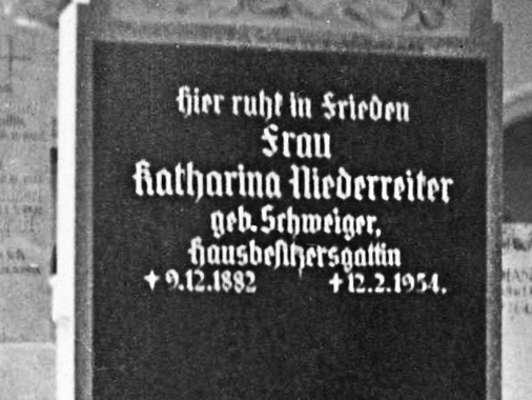 Hier ruht in Frieden
Frau
Katharina Niederreiter
geb. Schweiger,
Hausbesitzersgattin
✝ 9.12.1882 ✝ 12.2.1954.